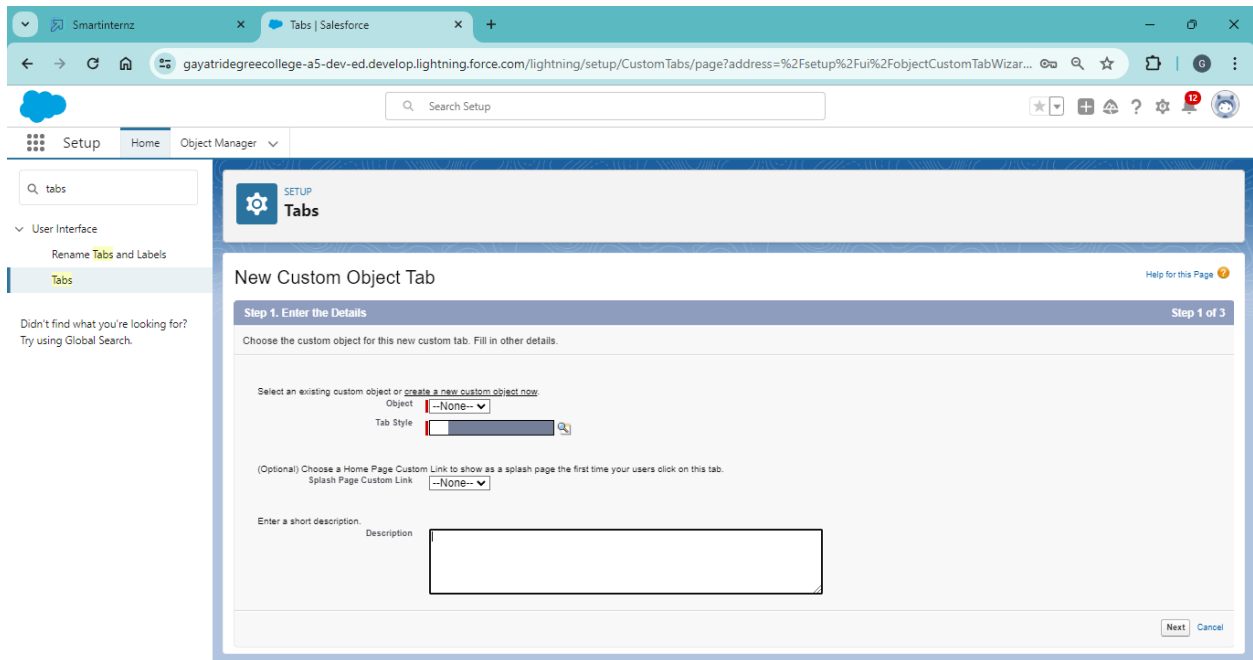 Smartinternz
Tabs | Salesforce
gayatridegreecollege-a5-dev-ed.develop.lightning.force.com/lightning/setup/CustomTabs/page?address=%2Fsetup%2Fui%2FobjectCustomTabWizar...
G
Search Setup
12
Setup Home Object Manager
tabs
SETUP
Tabs
User Interface
Rename Tabs and Labels
Tabs
Didn't find what you're looking for?
Try using Global Search.
New Custom Object Tab
Help for this Page
Step 1. Enter the Details Step 1 of 3
Choose the custom object for this new custom tab. Fill in other details.
Select an existing custom object or create a new custom object now.
Object --None--
Tab Style
(Optional) Choose a Home Page Custom Link to show as a splash page the first time your users click on this tab.
Splash Page Custom Link --None--
Enter a short description.
Description
Next Cancel